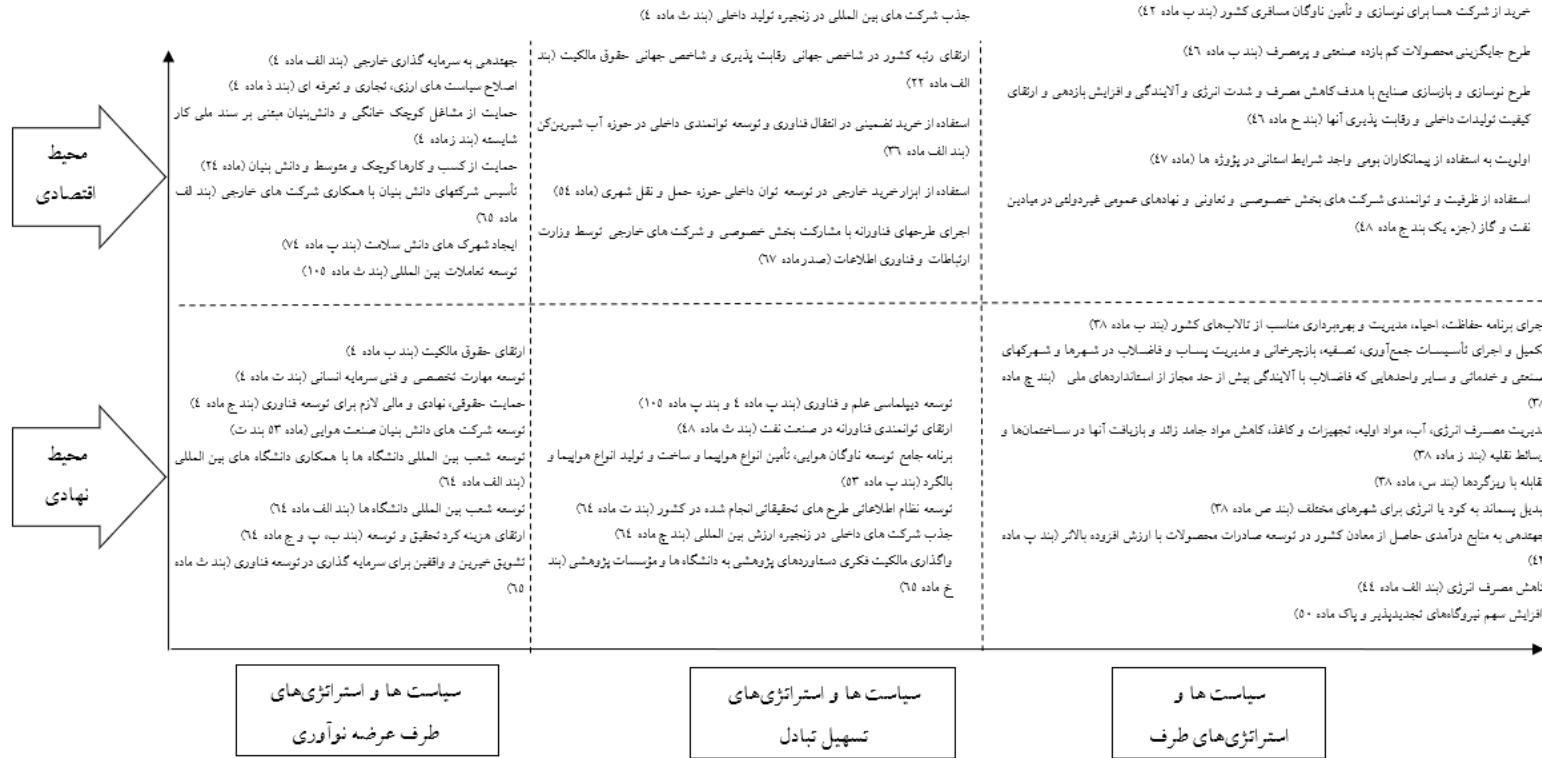 خرید از شرکت هسا برای نوسازی و تأمین ناوگان مسافری کشور (بند ب ماده ٤٢)
طرح جایگزینی محصولات کم بازده صنعتی و پرمصرف (بند ب ماده ٤٦)
طرح نوسازی و بازسازی صنایع با هدف کاهش مصرف و شدت انرژی و آلایندگی و افزایش بازدهی و ارتقای
کیفیت تولیدات داخلی و رقابت پذیری آنها (بند ح ماده ٤٦)
اولویت به استفاده از پیمانکاران بومی واجد شرایط استانی در پژوژه ها (ماده ٤٧)
استفاده از ظرفیت و توانمندی شرکت های بخش خصوصی و تعاونی و نهادهای عمومی غیردولتی در میادین
نفت و گاز (جزء یک بند ج ماده ٤٨)
جذب شرکت های بین المللی در زنجیره تولید داخلی (بند ث ماده ٤)
ارتقای رتبه کشور در شاخص جهانی رقابت پذیری و شاخص جهانی حقوق مالکیت (بند
الف ماده ٢٢)
استفاده از خرید تضمینی در انتقال فناوری و توسعه توانمندی داخلی در حوزه آب شیرین‌کن
(بند الف ماده ٣٦)
استفاده از ابزار خرید خارجی در توسعه توان داخلی حوزه حمل و نقل شهری (ماده ٥٤)
اجرای طرحهای فناورانه با مشارکت بخش خصوصی و شرکت های خارجی توسط وزارت
ارتباطات و فناوری اطلاعات (صدر ماده ٦٧)
جهتدهی به سرمایه گذاری خارجی (بند الف ماده ٤)
اصلاح سیاست های ارزی، تجاری و تعرفه ای (بند ذ ماده ٤)
حمایت از مشاغل کوچک خانگی و دانش‌بنیان مبتنی بر سند ملی کار
شایسته (بند ز ماده ٤)
حمایت از کسب و کارها کوچک و متوسط و دانش بنیان (ماده ٢٤)
تأسیس شرکتهای دانش بنیان با همکاری شرکت های خارجی (بند الف
ماده ٦٥)
ایجاد شهرک های دانش سلامت (بند پ ماده ٧٤)
توسعه تعاملات بین المللی (بند ث ماده ١٠٥)
محیط
اقتصادی
جرای برنامه حفاظت، احیاء، مدیریت و بهره‌برداری مناسب از تالاب‌های کشور (بند ب ماده ٣٨)
کمیل و اجرای تأسیسات جمع‌آوری، تصفیه، بازچرخانی و مدیریت پساب و فاضلاب در شهرها و شهرکهای
صنعتی و خدماتی و سایر واحدهایی که فاضلاب با آلایندگی بیش از حد مجاز از استانداردهای ملی (بند چ ماده
٣٨)
مدیریت مصرف انرژی، آب، مواد اولیه، تجهیزات و کاغذ، کاهش مواد جامد زائد و بازیافت آنها در ساختمان‌ها و
وسائط نقلیه (بند ز ماده ٣٨)
قابله با ریزگردها (بند س، ماده ٣٨)
بدیل پسماند به کود یا انرژی برای شهرهای مختلف (بند ص ماده ٣٨)
جهتدهی به منابع درآمدی حاصل از معادن کشور در توسعه صادرات محصولات با ارزش افزوده بالاتر (بند پ ماده
٤٢)
کاهش مصرف انرژی (بند الف ماده ٤٤)
افزایش سهم نیروگاه‌های تجدیدپذیر و پاک ماده ٥٠)
توسعه دیپلماسی علم و فناوری (بند پ ماده ٤ و بند پ ماده ١٠٥)
ارتقای توانمندی فناورانه در صنعت نفت (بند ث ماده ٤٨)
برنامه جامع توسعه ناوگان هوایی، تأمین انواع هواپیما و ساخت و تولید انواع هواپیما و
بالگرد (بند پ ماده ٥٣)
توسعه نظام اطلاعاتی طرح های تحقیقاتی انجام شده در کشور (بند ت ماده ٦٤)
جذب شرکت های داخلی در زنجیره ارزش بین المللی (بند چ ماده ٦٤)
واگذاری مالکیت فکری دستاوردهای پژوهشی به دانشگاه ها و مؤسسات پژوهشی (بند
خ ماده ٦٥)
ارتقای حقوق مالکیت (بند ب ماده ٤)
توسعه مهارت تخصصی و فنی سرمایه انسانی (بند ت ماده ٤)
حمایت حقوقی، نهادی و مالی لازم برای توسعه فناوری (بند ج ماده ٤)
توسعه شرکت های دانش بنیان صنعت هوایی (ماده ٥٣ بند ت)
توسعه شعب بین المللی دانشگاه ها با همکاری دانشگاه های بین المللی
(بند الف ماده ٦٤)
توسعه شعب بین المللی دانشگاه ها (بند الف ماده ٦٤)
ارتقای هزینه کرد تحقیق و توسعه (بند ب، پ و ج ماده ٦٤)
تشویق خیرین و واقفین برای سرمایه گذاری در توسعه فناوری (بند ث ماده
٦٥)
محیط
نهادی
سیاست ها و
استراتژی‌های طرف
سیاست ها و استراتژی‌های
تسهیل تبادل
سیاست ها و استراتژی‌های
طرف عرضه نوآوری